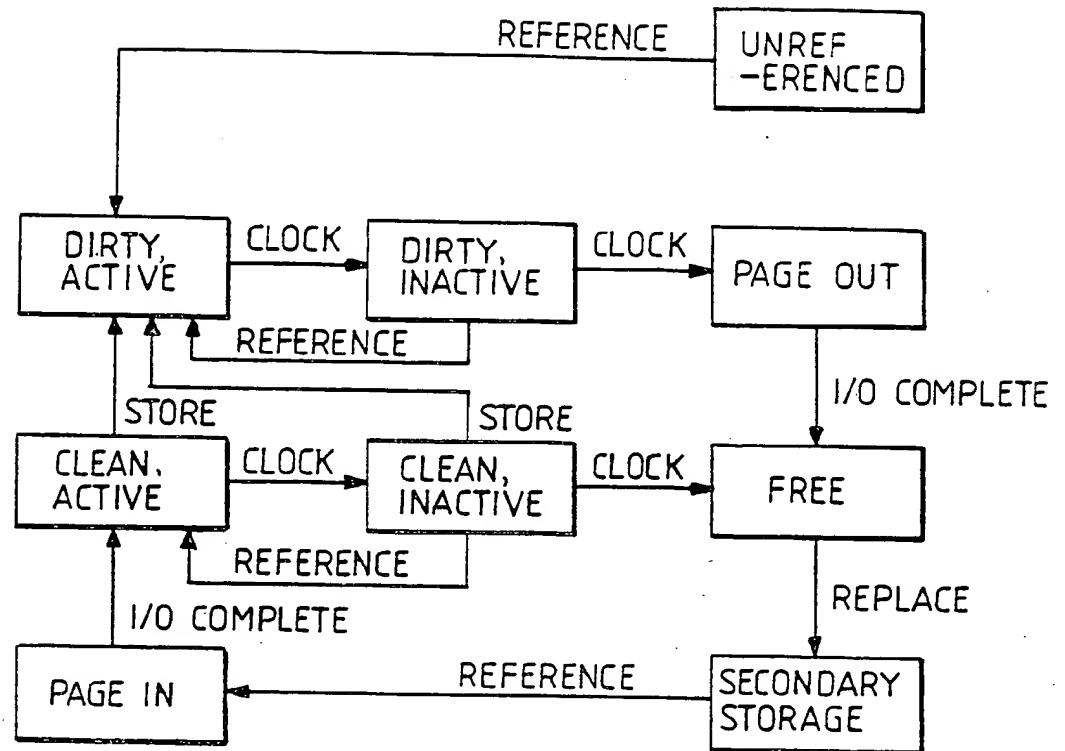 REFERENCE
UNREF
-ERENCED
DIRTY,
ACTIVE
CLOCK
DIRTY,
INACTIVE
CLOCK
PAGE OUT
REFERENCE
I/O COMPLETE
STORE
STORE
CLEAN,
ACTIVE
CLOCK
CLEAN,
INACTIVE
CLOCK
FREE
REFERENCE
I/O COMPLETE
REPLACE
PAGE IN
REFERENCE
SECONDARY
STORAGE